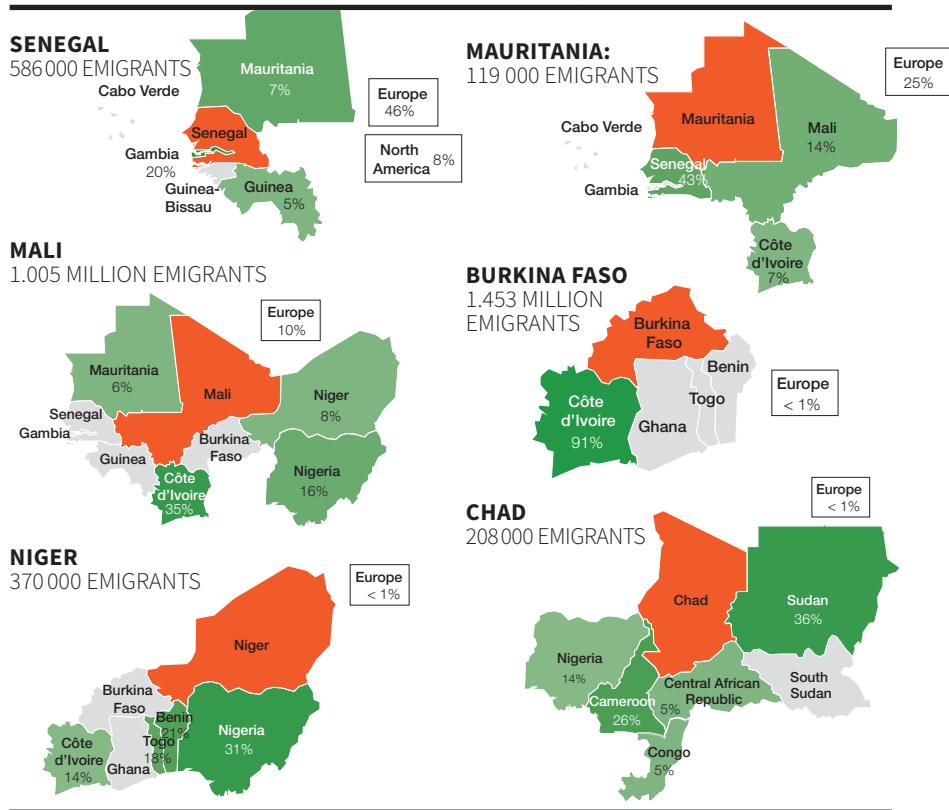 SENEGAL
586 000 EMIGRANTS
Cabo Verde
Mauritania
7%
Senegal
Gambia
20%
Guinea-
Bissau
Guinea
5%
Europe
46%
North
America 8%
MAURITANIA:
119 000 EMIGRANTS
Europe
25%
Cabo Verde
Mauritania
Mali
14%
Senegal
43%
Gambia
Côte
d'Ivoire
7%
MALI
1.005 MILLION EMIGRANTS
Europe
10%
Mauritania
6%
Mali
Niger
8%
Senegal
Gambia
Guinea
Burkina
Faso
Nigeria
16%
Côte
d'Ivoire
35%
BURKINA FASO
1.453 MILLION
EMIGRANTS
Burkina
Faso
Benin
Togo
Ghana
Côte
d'Ivoire
91%
Europe
< 1%
NIGER
370 000 EMIGRANTS
Europe
< 1%
Niger
Burkina
Faso
Benin
21%
Nigeria
31%
Togo
18%
Ghana
Côte
d'Ivoire
14%
CHAD
208 000 EMIGRANTS
Europe
< 1%
Chad
Sudan
36%
Nigeria
14%
Cameroon
26%
Central African
Republic
5%
South
Sudan
Congo
5%